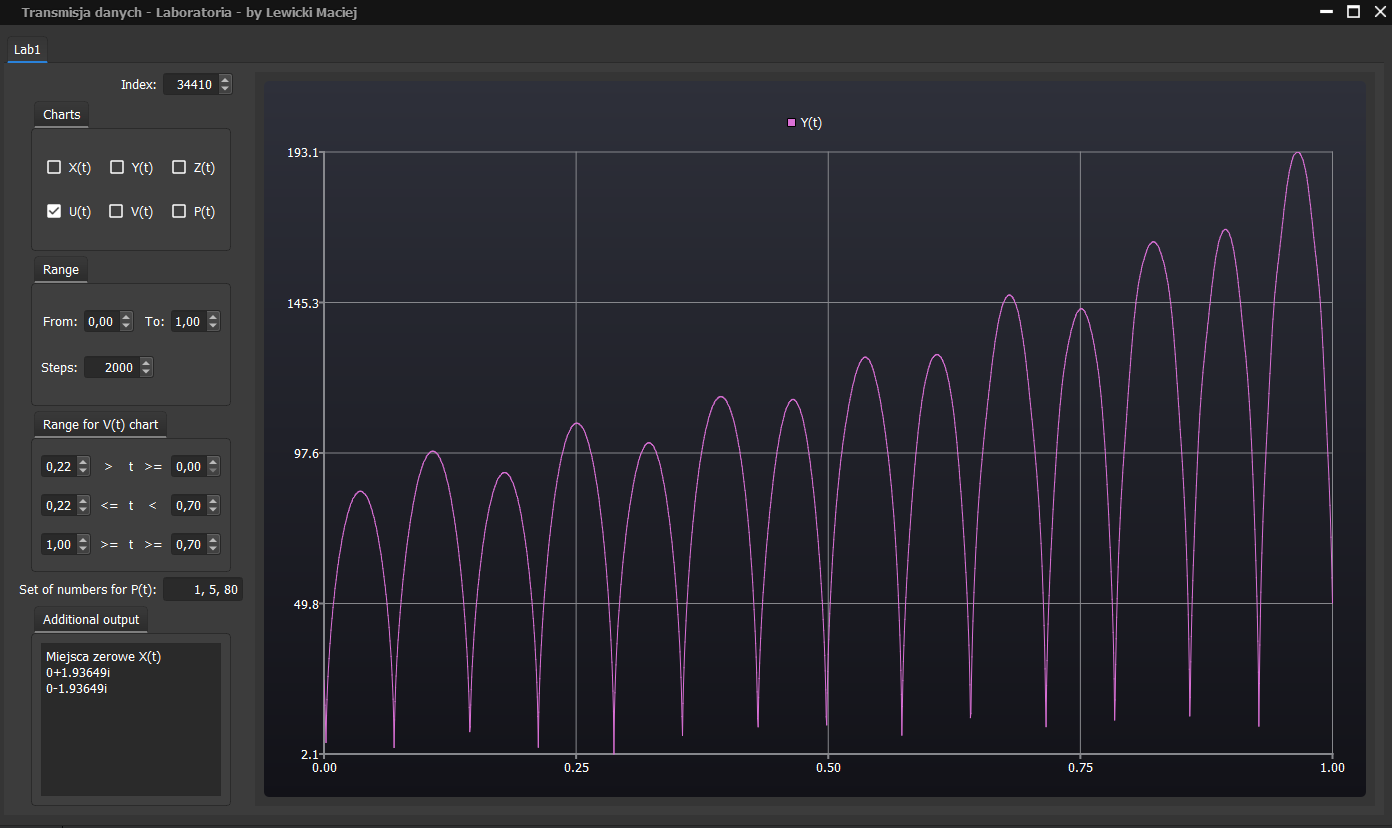 Transmisja danych - Laboratoria - by Lewicki Maciej
Lab1
Index: 34410
Charts
X(t) Y(t) Z(t)
U(t) V(t) P(t)
Range
From: 0,00 To: 1,00
Steps: 2000
Range for V(t) chart
0,22 > t >= 0,00
0,22 <= t < 0,70
1,00 >= t >= 0,70
Set of numbers for P(t): 1, 5, 80
Additional output
Miejsca zerowe X(t)
0+1.93649i
0-1.93649i
Y(t)
193.1
145.3
97.6
49.8
2.1
0.00 0.25 0.50 0.75 1.00